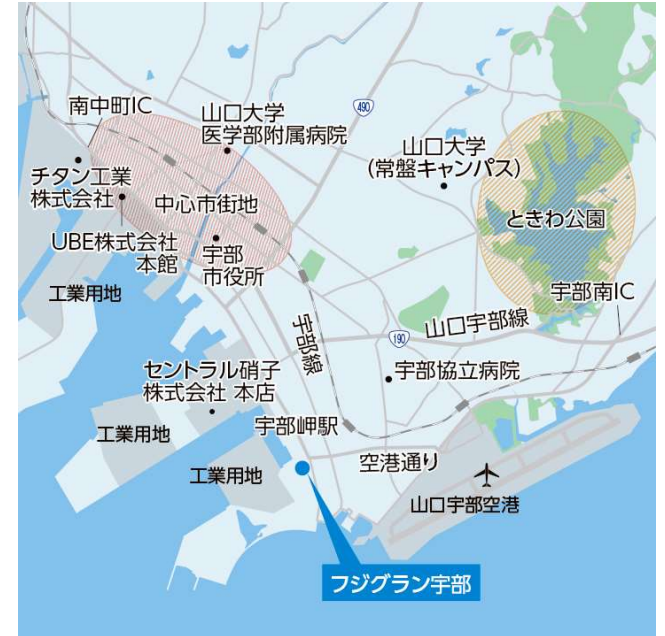 南中町IC
山口大学
医学部附属病院
490
山口大学
(常盤キャンパス)
チタン工業
株式会社
中心市街地
ときわ公園
UBE株式会社
本館
宇部
市役所
工業用地
宇部南IC
山口宇部線
190
宇部線
セントラル硝子
株式会社 本店
宇部協立病院
工業用地
宇部岬駅
工業用地
空港通り
山口宇部空港
フジグラン宇部